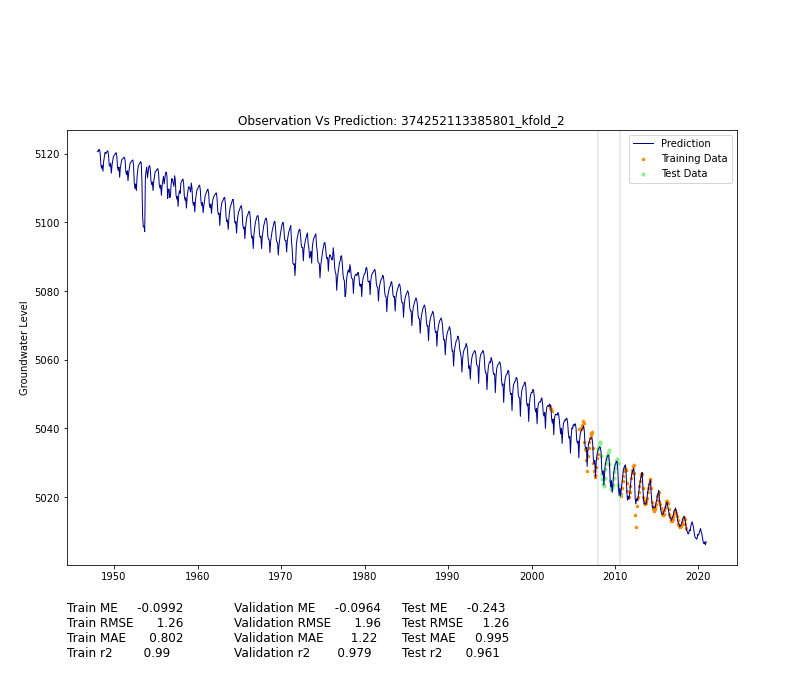 Observation Vs Prediction: 374252113385801_kfold_2
Prediction
Training Data
Test Data
5120
5100
5080
5060
5040
5020
Groundwater Level
1950 1960 1970 1980 1990 2000 2010 2020
Train ME -0.0992 Validation ME -0.0964 Test ME -0.243
Train RMSE 1.26 Validation RMSE 1.96 Test RMSE 1.26
Train MAE 0.802 Validation MAE 1.22 Test MAE 0.995
Train r2 0.99 Validation r2 0.979 Test r2 0.961